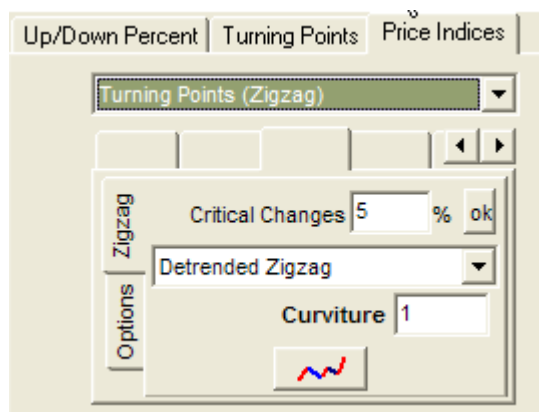 Up/Down Percent Turning Points Price Indices
Turning Points (Zigzag)
Zigzag
Critical Changes 5 % ok
Detrended Zigzag
Options
Curviture 1